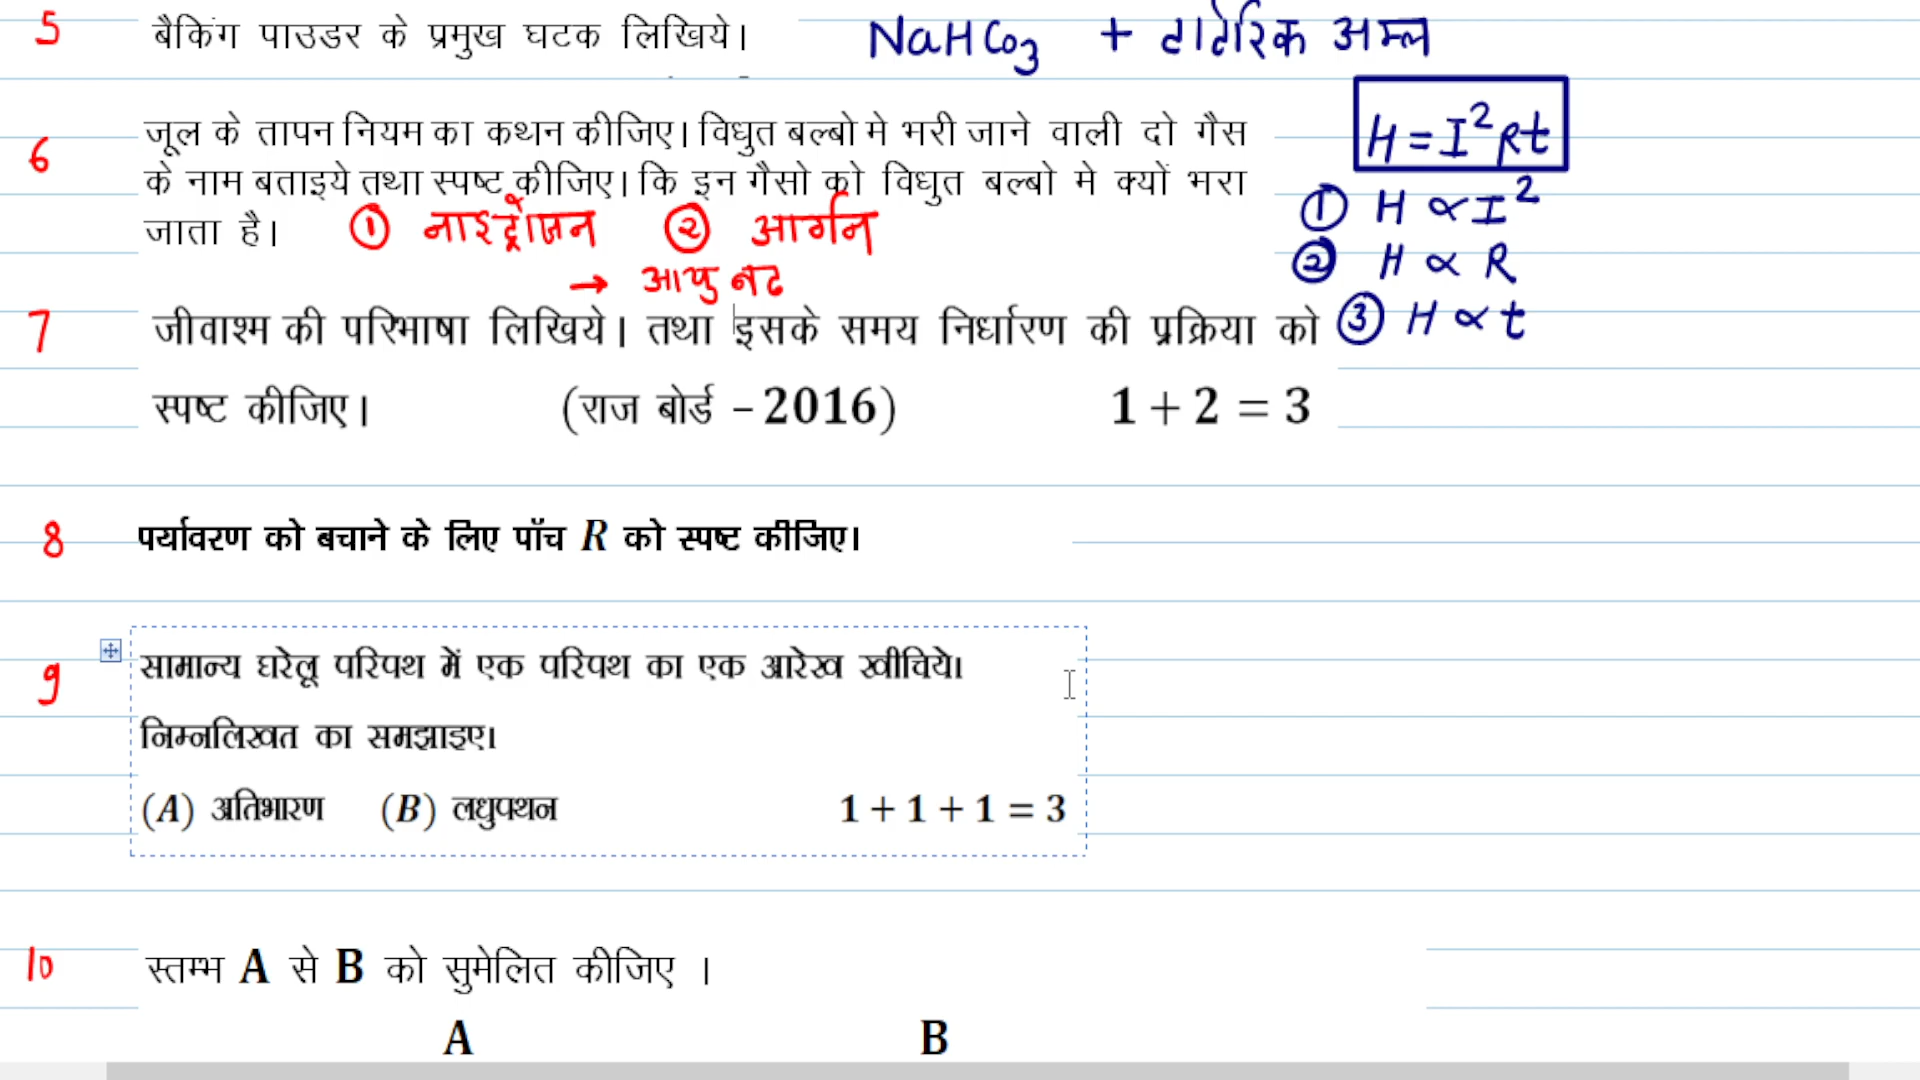 5 बैकिंग पाउडर के प्रमुख घटक लिखिये। NaHCO3 + टार्टरिक अम्ल
H = I²Rt
6 जूल के तापन नियम का कथन कीजिए। विधुत बल्बो मे भरी जाने वाली दो गैस
के नाम बताइये तथा स्पष्ट कीजिए। कि इन गैसो को विधुत बल्बो मे क्यों भरा
जाता है। ① नाइट्रोजन ② आर्गन
→ आयु बढ
① H ∝ I²
② H ∝ R
③ H ∝ t
7 जीवाश्म की परिभाषा लिखिये। तथा इसके समय निर्धारण की प्रक्रिया को
स्पष्ट कीजिए। (राज बोर्ड – 2016) 1 + 2 = 3
8 पर्यावरण को बचाने के लिए पॉच R को स्पष्ट कीजिए।
9 सामान्य घरेलू परिपथ में एक परिपथ का एक आरेख खीचिये।
निम्नलिखत का समझाइए।
(A) अतिभारण (B) लधुपथन 1 + 1 + 1 = 3
10 स्तम्भ A से B को सुमेलित कीजिए ।
A B